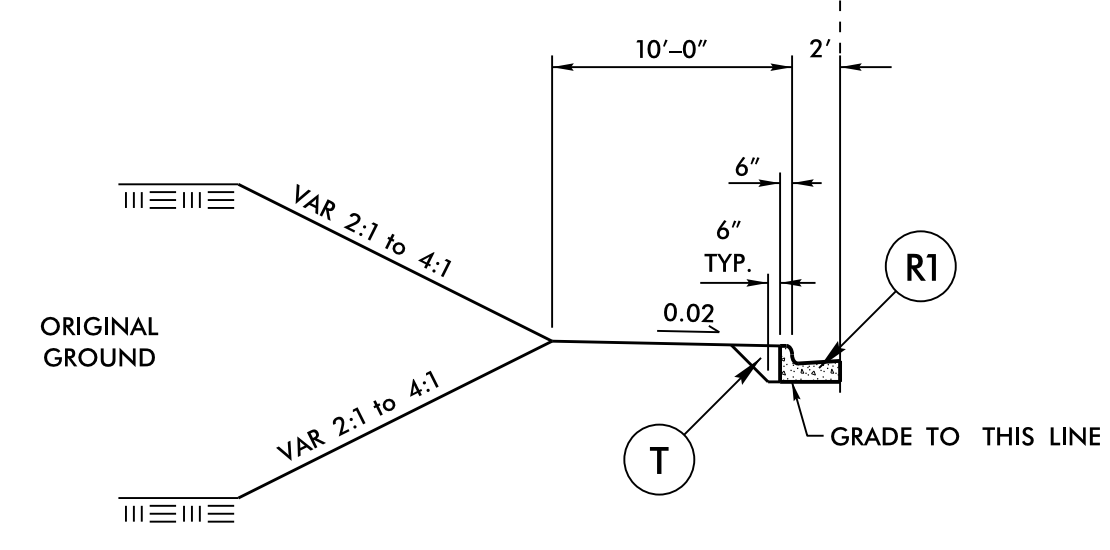 10'–0"
2'
6"
VAR 2:1 to 4:1
6"
TYP.
R1
0.02
ORIGINAL
GROUND
VAR 2:1 to 4:1
T
GRADE TO THIS LINE